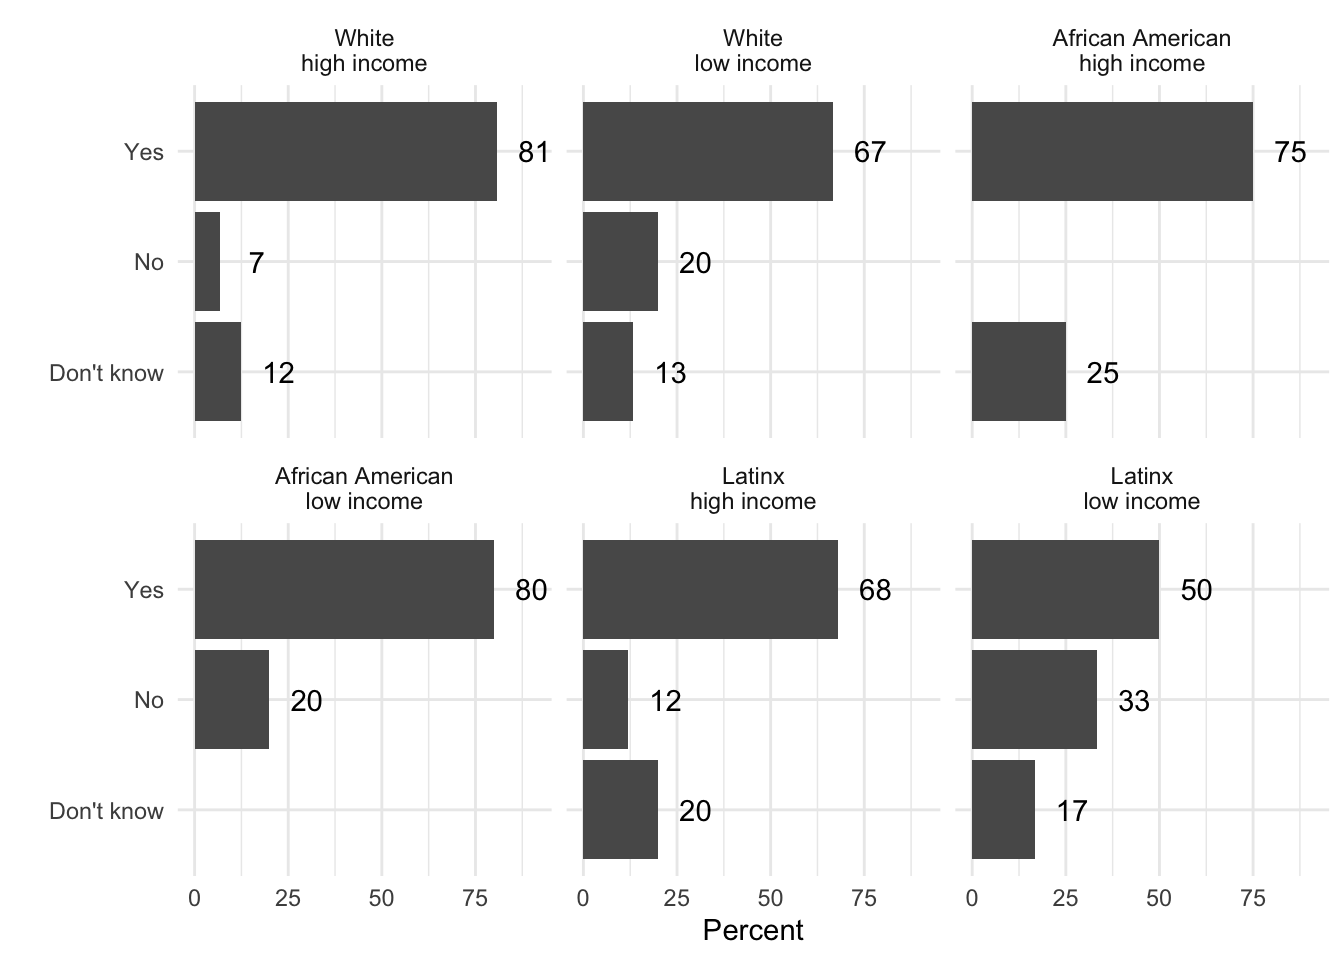 White
high income
White
low income
African American
high income
Yes
81
67
75
No
7
20
Don't know
12
13
25
African American
low income
Latinx
high income
Latinx
low income
Yes
80
68
50
No
20
12
33
Don't know
20
17
0 25 50 75
0 25 50 75
0 25 50 75
Percent